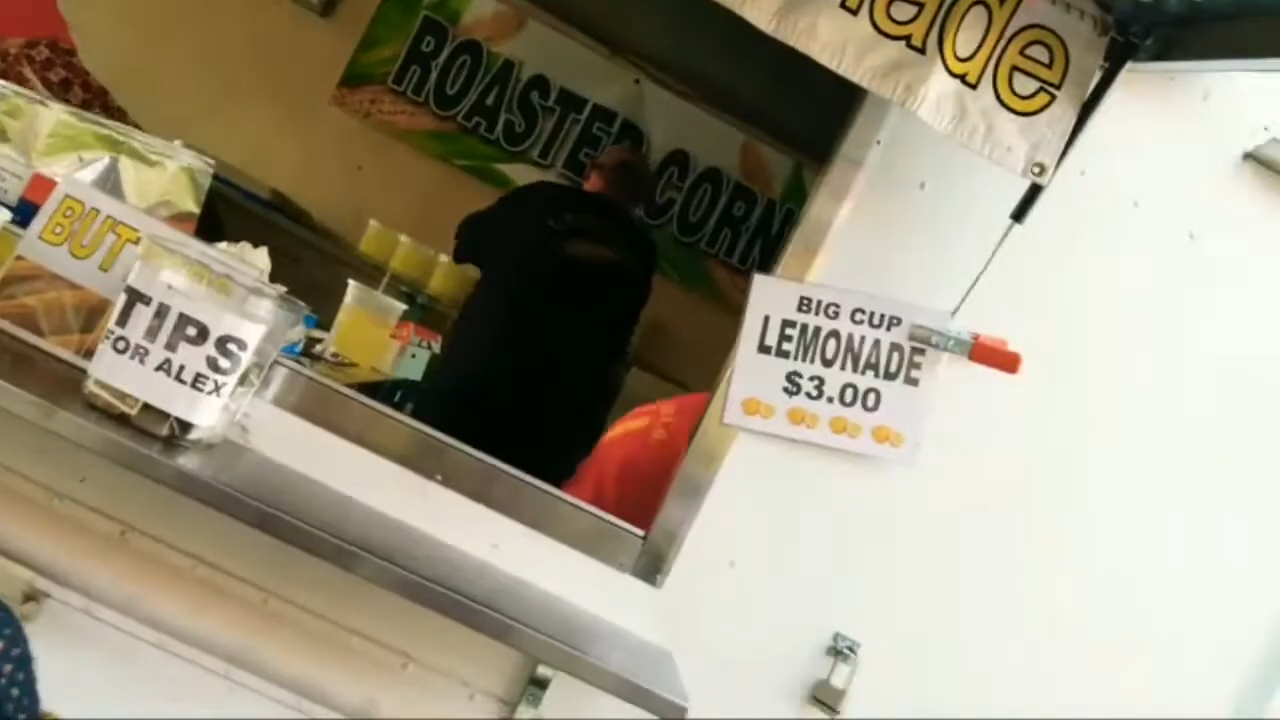 ROASTED CORN
ade
BUT
TIPS
FOR ALEX
BIG CUP
LEMONADE
$3.00